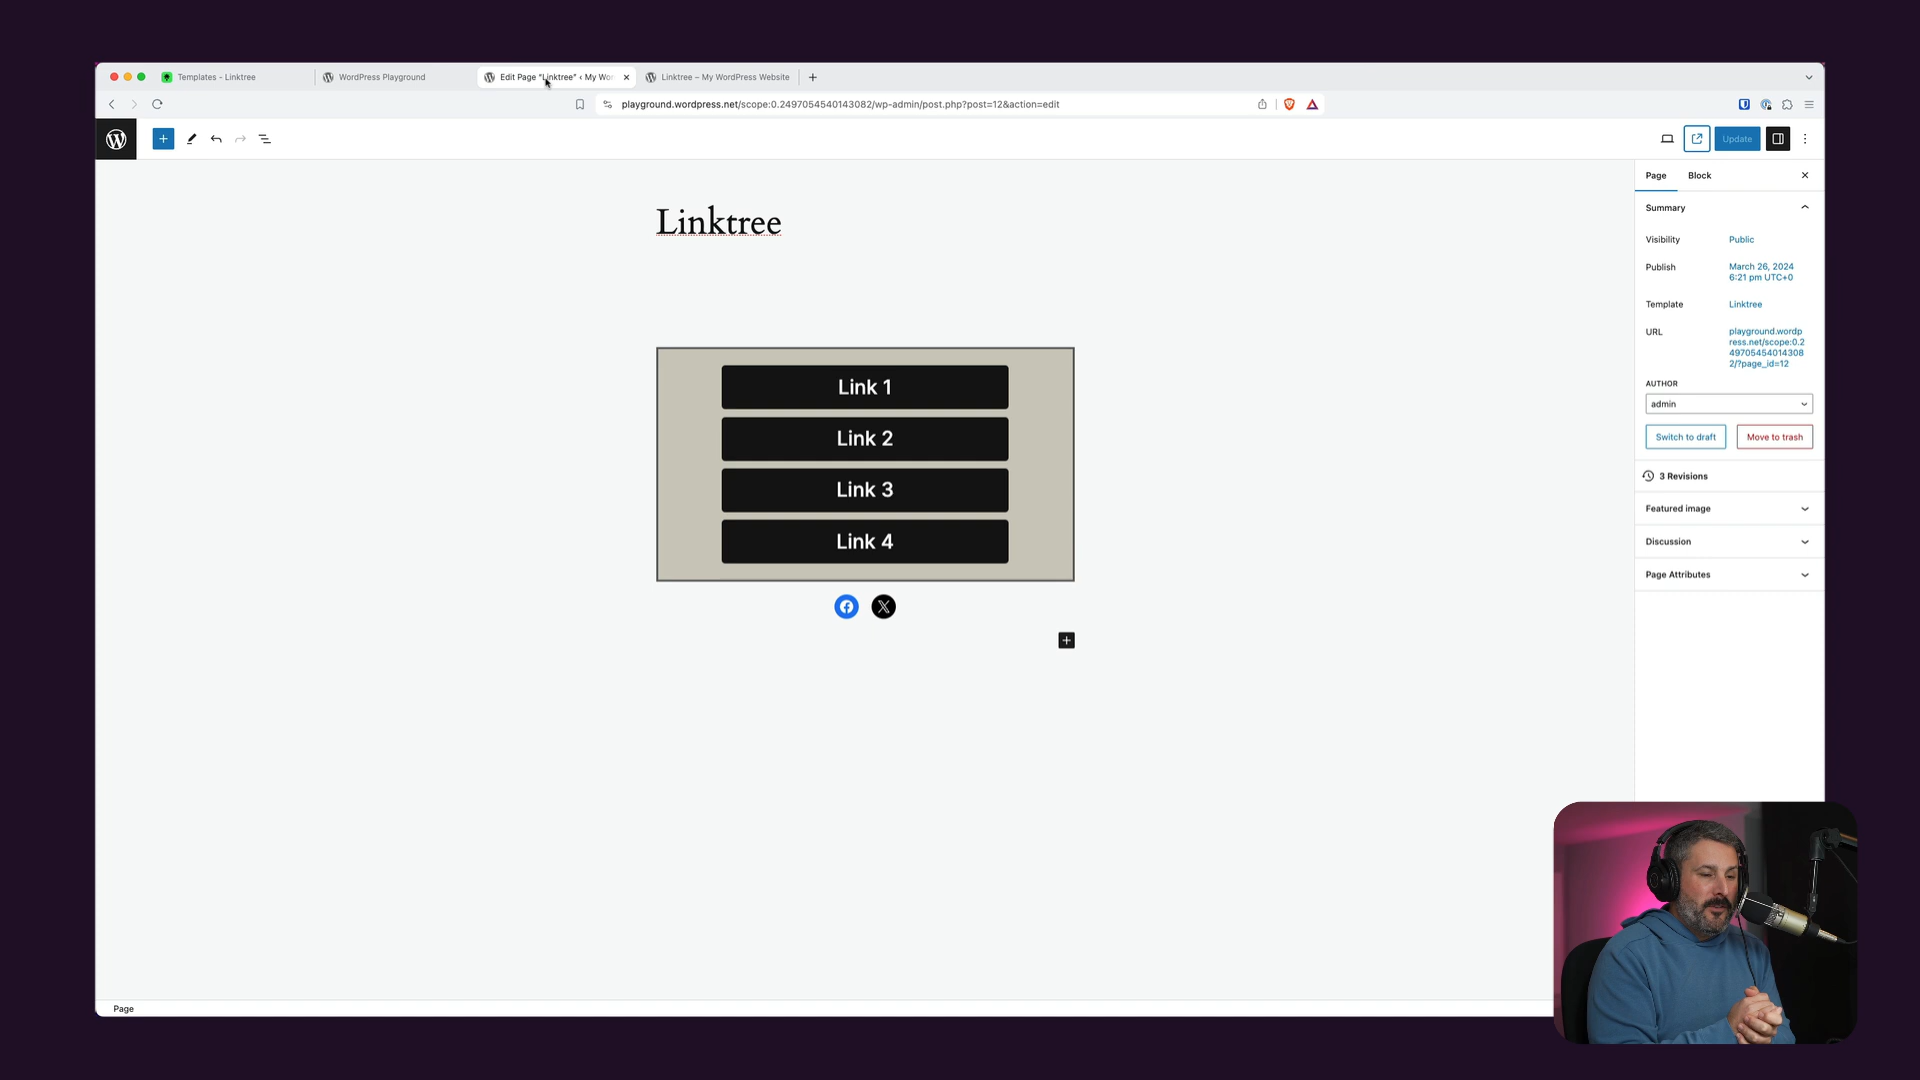 Templates - Linktree
WordPress Playground
Edit Page "Linktree" ‹ My Wor
Linktree – My WordPress Website
playground.wordpress.net/scope:0.2497054540143082/wp-admin/post.php?post=12&action=edit
Update
Page
Block
Summary
Visibility
Public
Publish
March 26, 2024
6:21 pm UTC+0
Template
Linktree
URL
playground.wordp
ress.net/scope:0.2
49705454014308
2/?page_id=12
AUTHOR
admin
Switch to draft
Move to trash
3 Revisions
Featured image
Discussion
Page Attributes
Linktree
Link 1
Link 2
Link 3
Link 4
Page